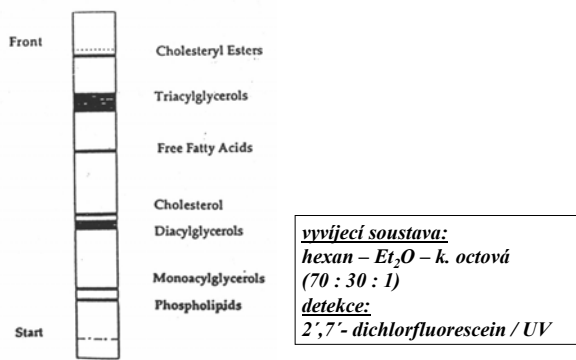 Front
Cholesteryl Esters
Triacylglycerols
Free Fatty Acids
Cholesterol
Diacylglycerols
Monoacylglycerols
Phospholipids
Start
vyvíjecí soustava:
hexan – Et₂O – k. octová
(70 : 30 : 1)
detekce:
2´,7´- dichlorfluorescein / UV